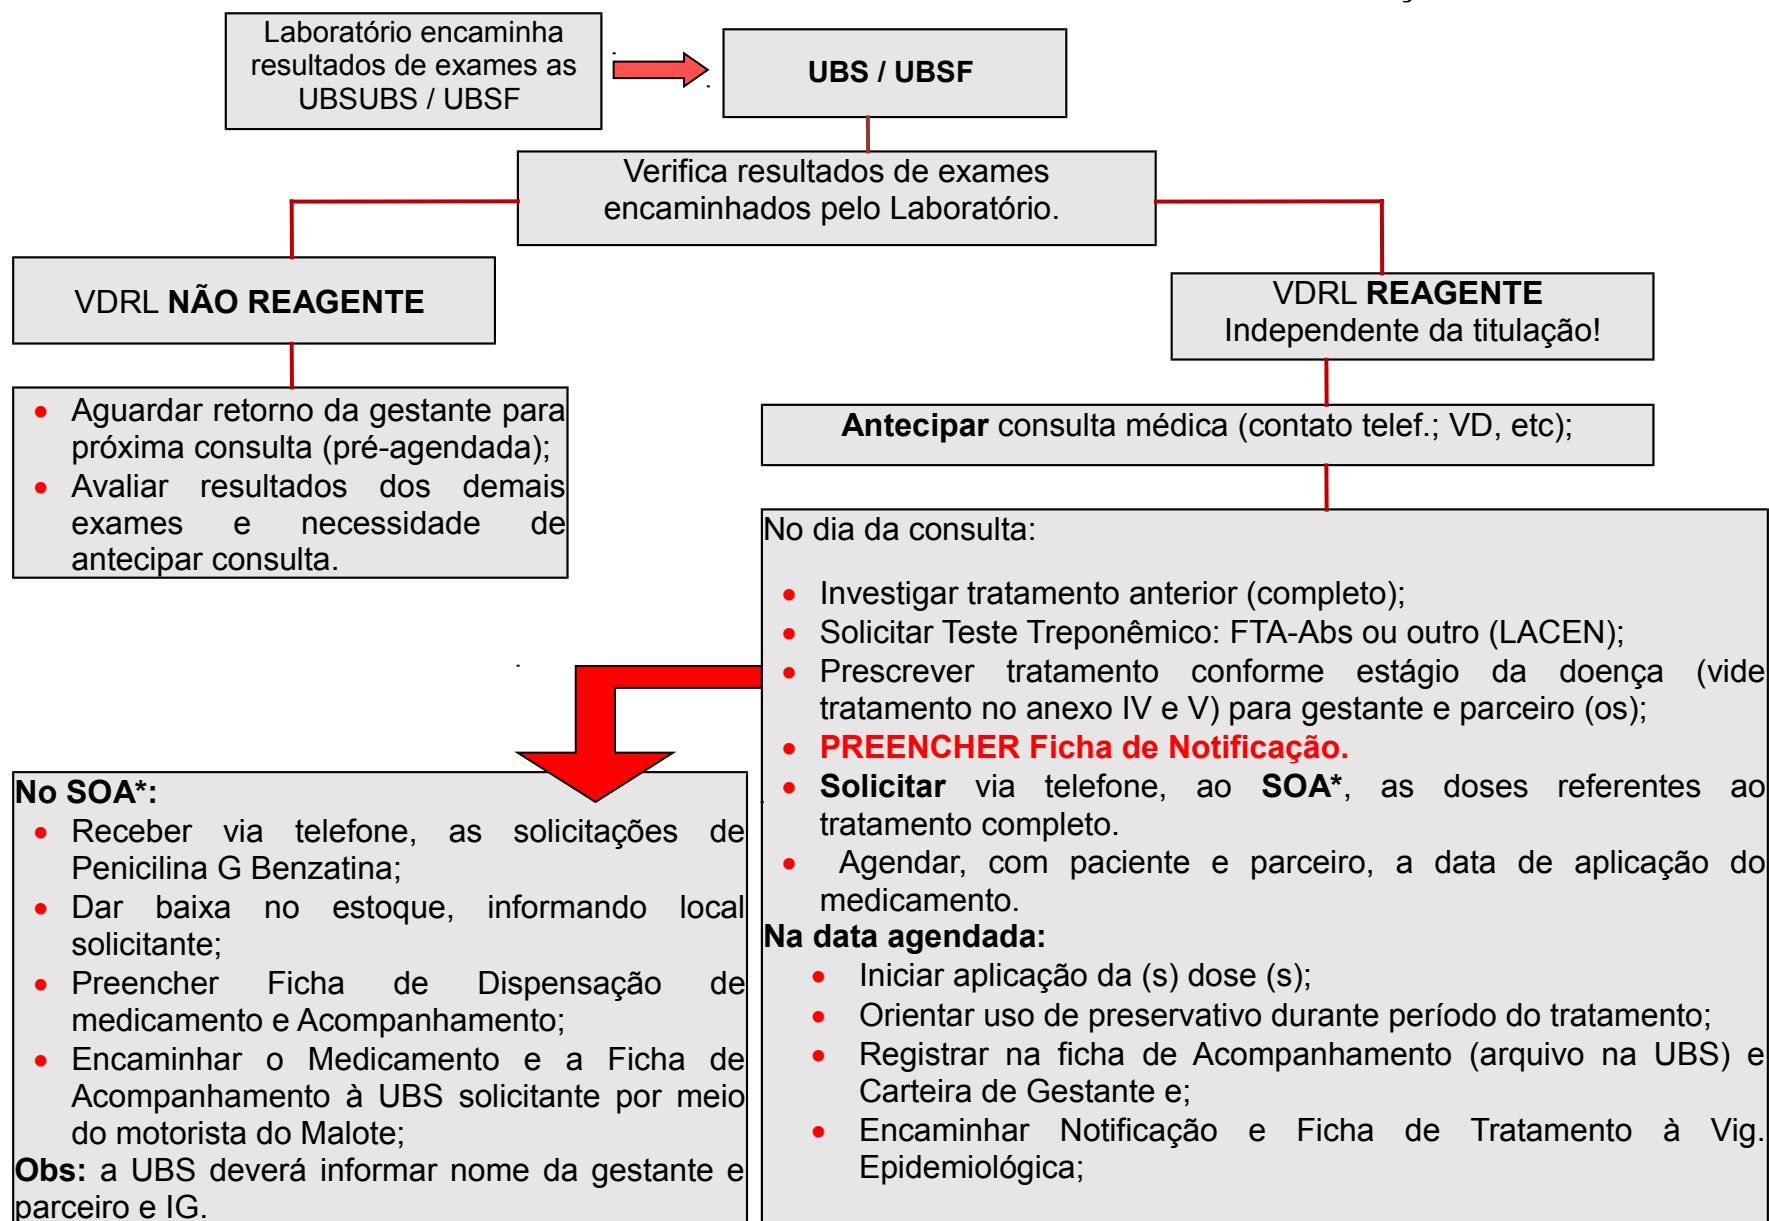 Laboratório encaminha
resultados de exames as
UBSUBS / UBSF
UBS / UBSF
Verifica resultados de exames
encaminhados pelo Laboratório.
VDRL NÃO REAGENTE
VDRL REAGENTE
Independente da titulação!
• Aguardar retorno da gestante para
próxima consulta (pré-agendada);
• Avaliar resultados dos demais
exames e necessidade de
antecipar consulta.
Antecipar consulta médica (contato telef.; VD, etc);
No dia da consulta:
• Investigar tratamento anterior (completo);
• Solicitar Teste Treponêmico: FTA-Abs ou outro (LACEN);
• Prescrever tratamento conforme estágio da doença (vide
tratamento no anexo IV e V) para gestante e parceiro (os);
• PREENCHER Ficha de Notificação.
• Solicitar via telefone, ao SOA*, as doses referentes ao
tratamento completo.
• Agendar, com paciente e parceiro, a data de aplicação do
medicamento.
Na data agendada:
• Iniciar aplicação da (s) dose (s);
• Orientar uso de preservativo durante período do tratamento;
• Registrar na ficha de Acompanhamento (arquivo na UBS) e
Carteira de Gestante e;
• Encaminhar Notificação e Ficha de Tratamento à Vig.
Epidemiológica;
No SOA*:
• Receber via telefone, as solicitações de
Penicilina G Benzatina;
• Dar baixa no estoque, informando local
solicitante;
• Preencher Ficha de Dispensação de
medicamento e Acompanhamento;
• Encaminhar o Medicamento e a Ficha de
Acompanhamento à UBS solicitante por meio
do motorista do Malote;
Obs: a UBS deverá informar nome da gestante e
parceiro e IG.